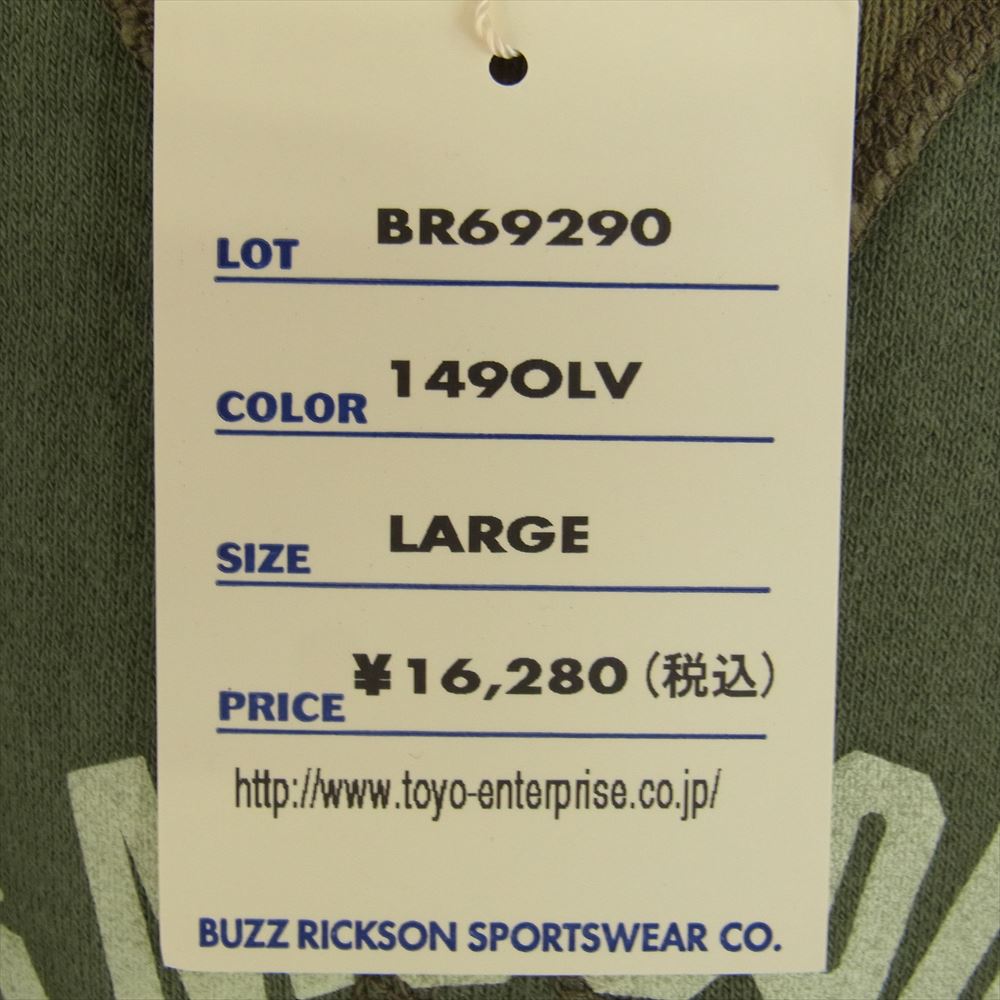 LOT BR69290
COLOR 149OLV
SIZE LARGE
PRICE ¥16,280(税込)
http://www.toyo-enterprise.co.jp/
BUZZ RICKSON SPORTSWEAR CO.